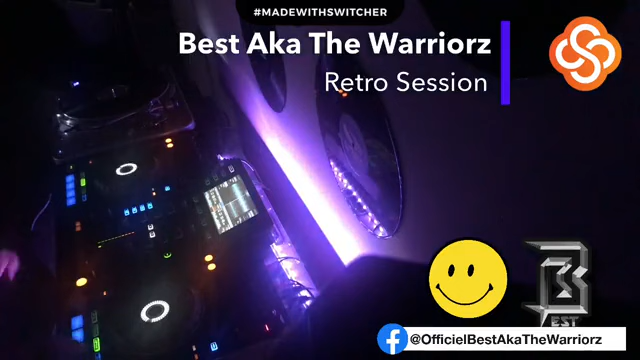 #MADEWITHSWITCHER
Best Aka The Warriorz
Retro Session
B
EST
@OfficielBestAkaTheWarriorz